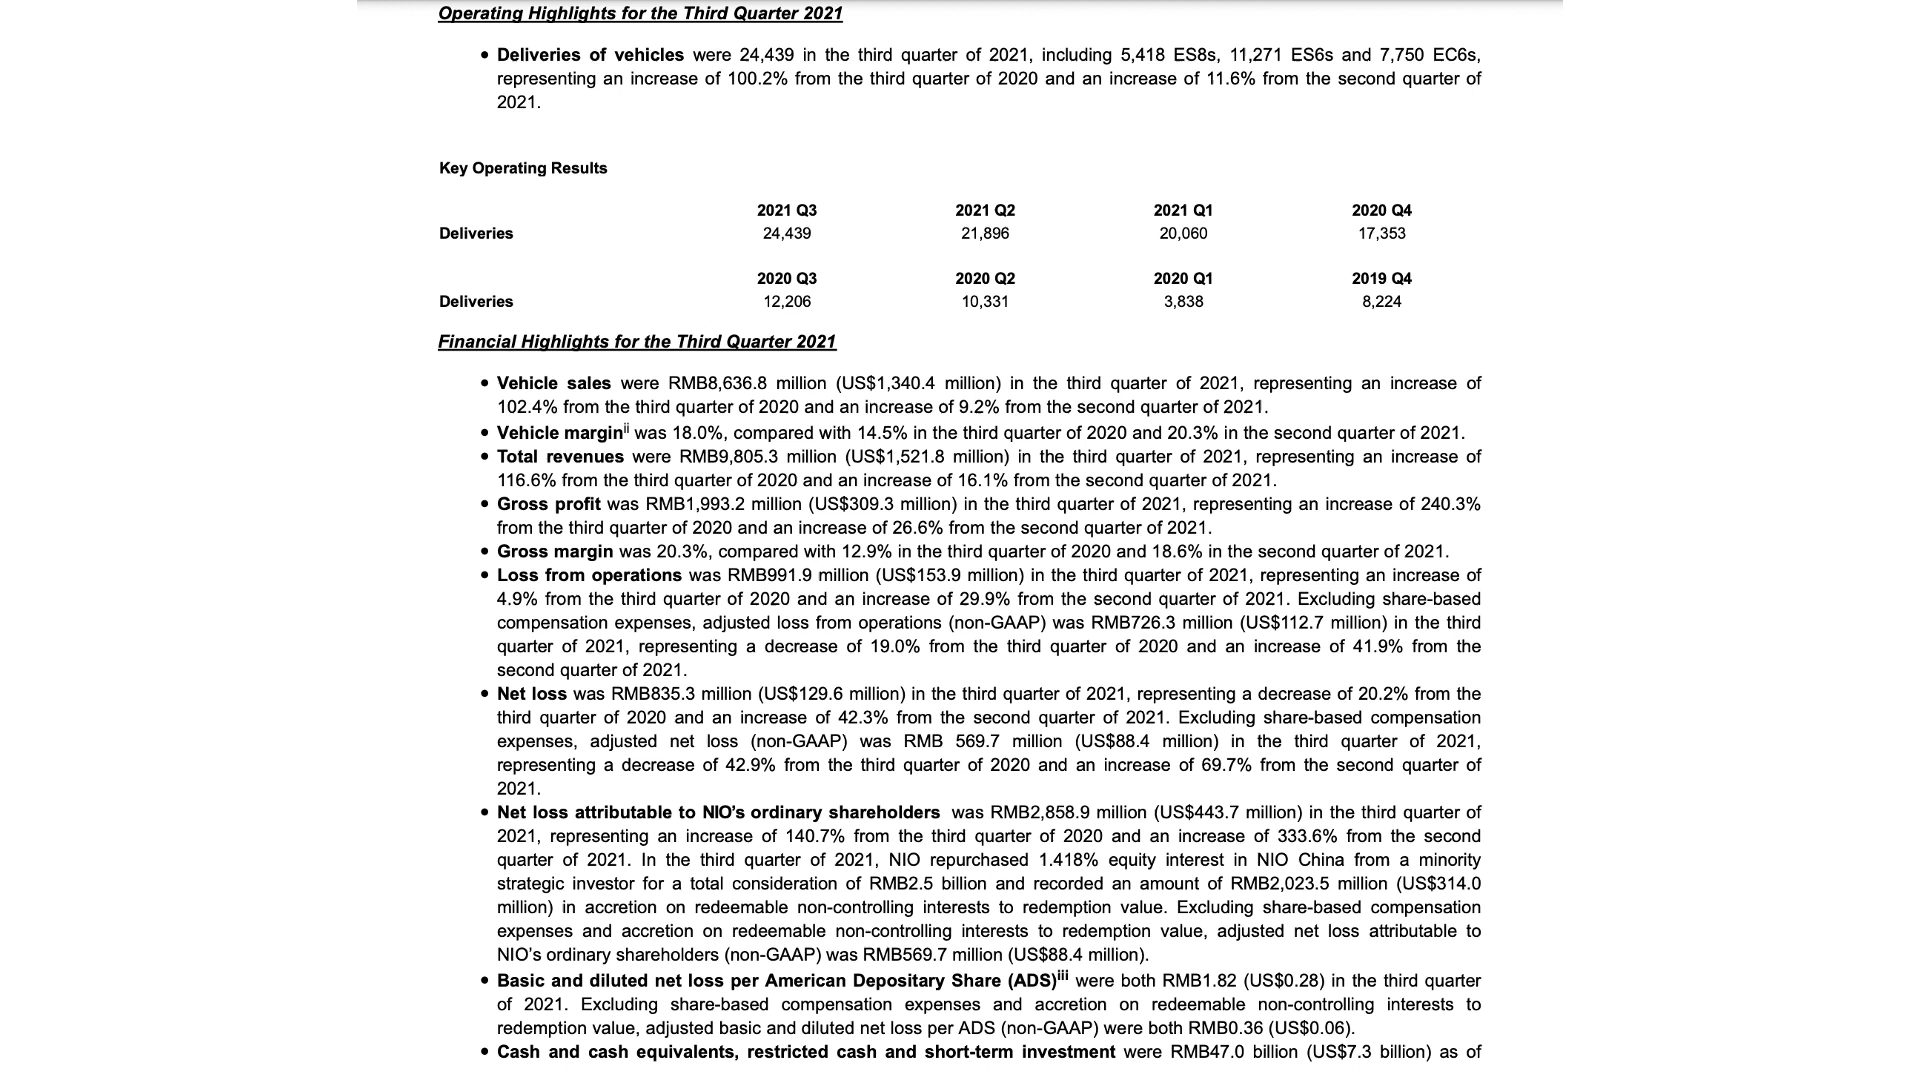 Operating Highlights for the Third Quarter 2021
• Deliveries of vehicles were 24,439 in the third quarter of 2021, including 5,418 ES8s, 11,271 ES6s and 7,750 EC6s,
representing an increase of 100.2% from the third quarter of 2020 and an increase of 11.6% from the second quarter of
2021.
Key Operating Results
2021 Q3 2021 Q2 2021 Q1 2020 Q4
Deliveries 24,439 21,896 20,060 17,353
2020 Q3 2020 Q2 2020 Q1 2019 Q4
Deliveries 12,206 10,331 3,838 8,224
Financial Highlights for the Third Quarter 2021
• Vehicle sales were RMB8,636.8 million (US$1,340.4 million) in the third quarter of 2021, representing an increase of
102.4% from the third quarter of 2020 and an increase of 9.2% from the second quarter of 2021.
• Vehicle marginii was 18.0%, compared with 14.5% in the third quarter of 2020 and 20.3% in the second quarter of 2021.
• Total revenues were RMB9,805.3 million (US$1,521.8 million) in the third quarter of 2021, representing an increase of
116.6% from the third quarter of 2020 and an increase of 16.1% from the second quarter of 2021.
• Gross profit was RMB1,993.2 million (US$309.3 million) in the third quarter of 2021, representing an increase of 240.3%
from the third quarter of 2020 and an increase of 26.6% from the second quarter of 2021.
• Gross margin was 20.3%, compared with 12.9% in the third quarter of 2020 and 18.6% in the second quarter of 2021.
• Loss from operations was RMB991.9 million (US$153.9 million) in the third quarter of 2021, representing an increase of
4.9% from the third quarter of 2020 and an increase of 29.9% from the second quarter of 2021. Excluding share-based
compensation expenses, adjusted loss from operations (non-GAAP) was RMB726.3 million (US$112.7 million) in the third
quarter of 2021, representing a decrease of 19.0% from the third quarter of 2020 and an increase of 41.9% from the
second quarter of 2021.
• Net loss was RMB835.3 million (US$129.6 million) in the third quarter of 2021, representing a decrease of 20.2% from the
third quarter of 2020 and an increase of 42.3% from the second quarter of 2021. Excluding share-based compensation
expenses, adjusted net loss (non-GAAP) was RMB 569.7 million (US$88.4 million) in the third quarter of 2021,
representing a decrease of 42.9% from the third quarter of 2020 and an increase of 69.7% from the second quarter of
2021.
• Net loss attributable to NIO's ordinary shareholders was RMB2,858.9 million (US$443.7 million) in the third quarter of
2021, representing an increase of 140.7% from the third quarter of 2020 and an increase of 333.6% from the second
quarter of 2021. In the third quarter of 2021, NIO repurchased 1.418% equity interest in NIO China from a minority
strategic investor for a total consideration of RMB2.5 billion and recorded an amount of RMB2,023.5 million (US$314.0
million) in accretion on redeemable non-controlling interests to redemption value. Excluding share-based compensation
expenses and accretion on redeemable non-controlling interests to redemption value, adjusted net loss attributable to
NIO's ordinary shareholders (non-GAAP) was RMB569.7 million (US$88.4 million).
• Basic and diluted net loss per American Depositary Share (ADS)iii were both RMB1.82 (US$0.28) in the third quarter
of 2021. Excluding share-based compensation expenses and accretion on redeemable non-controlling interests to
redemption value, adjusted basic and diluted net loss per ADS (non-GAAP) were both RMB0.36 (US$0.06).
• Cash and cash equivalents, restricted cash and short-term investment were RMB47.0 billion (US$7.3 billion) as of